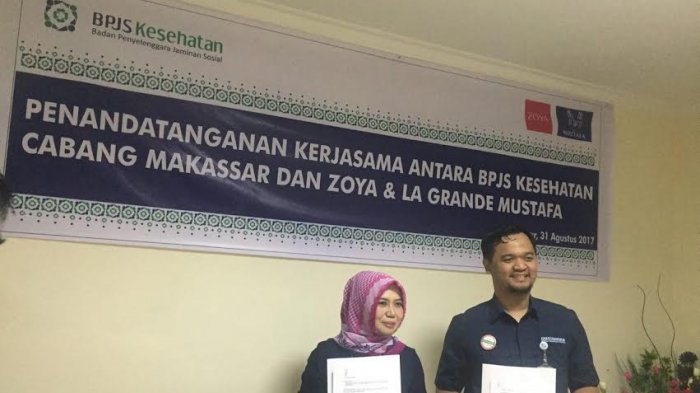 BPJS Kesehatan
Badan Penyelenggara Jaminan Sosial
ZOYA
MUSTAFA
PENANDATANGANAN KERJASAMA ANTARA BPJS KESEHATAN
CABANG MAKASSAR DAN ZOYA & LA GRANDE MUSTAFA
31 Agustus 2017